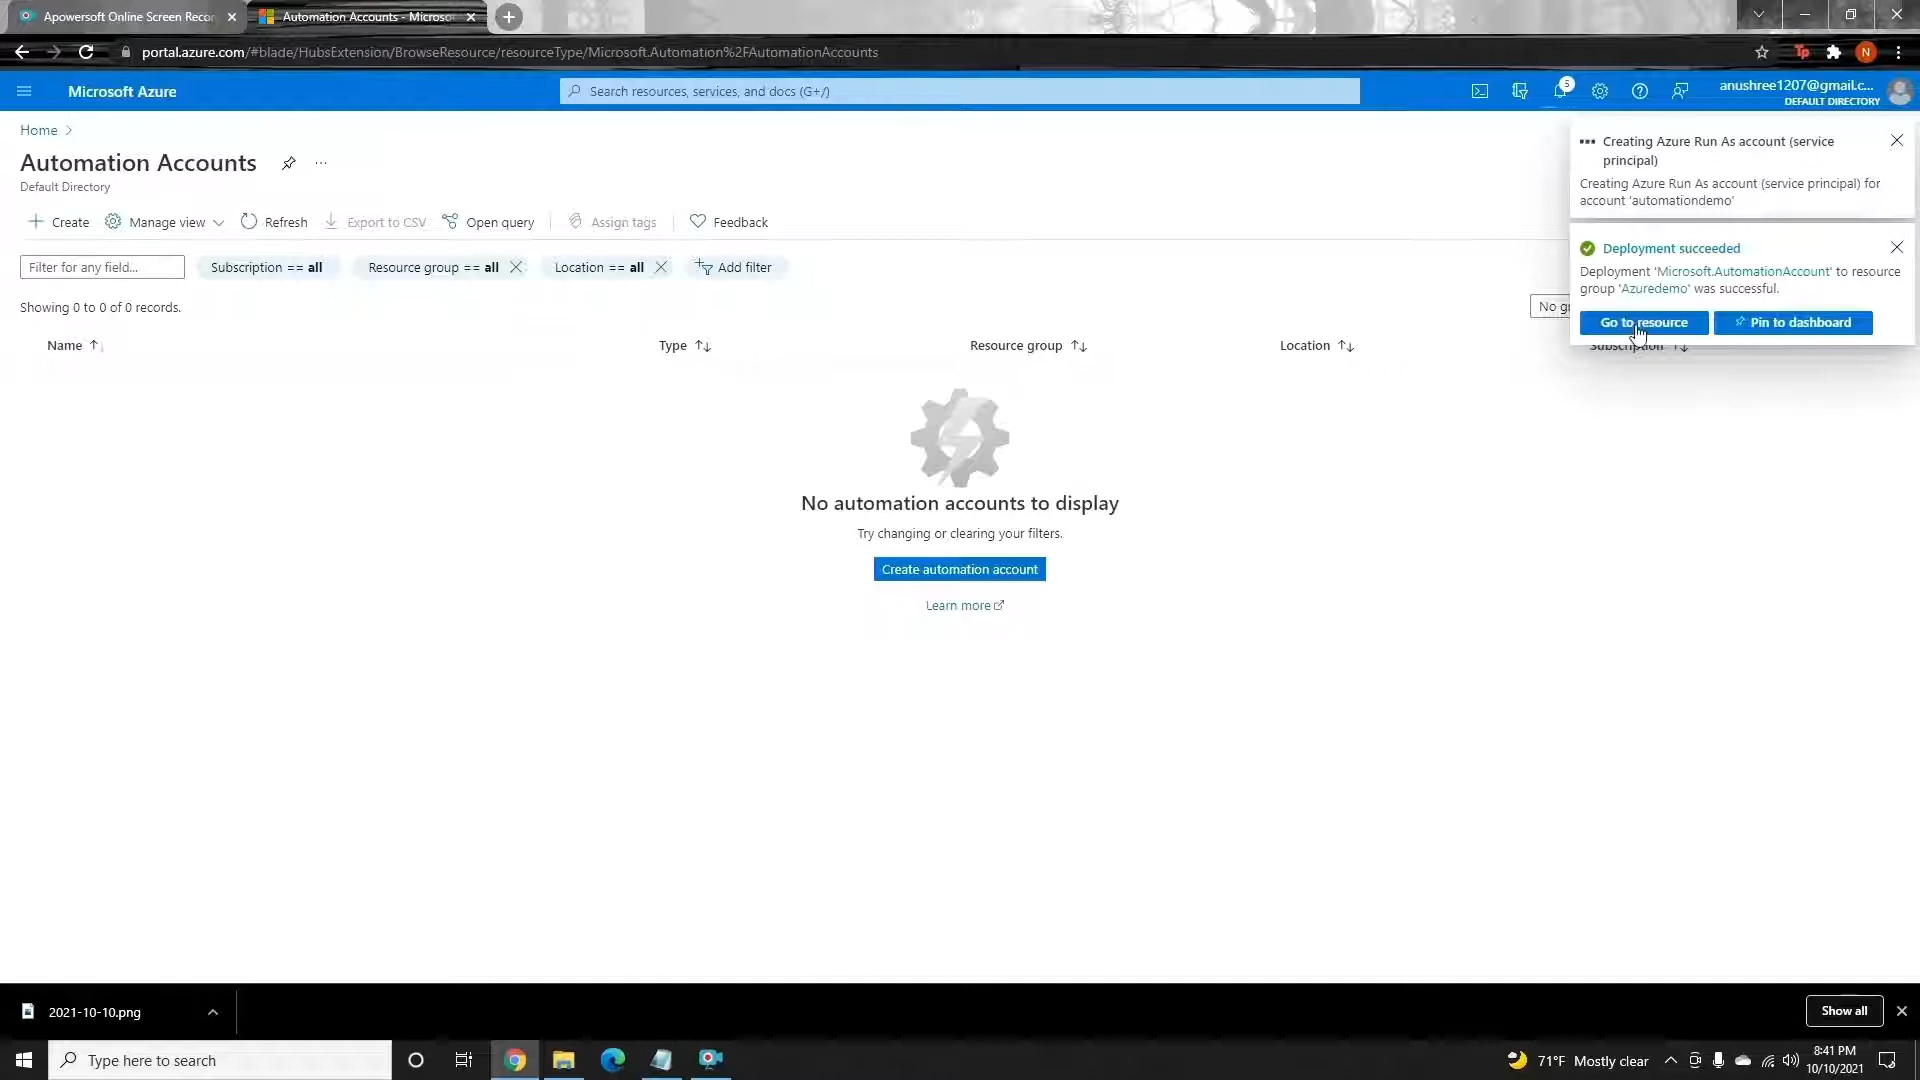 Apowersoft Online Screen Recor
Automation Accounts - Microso
portal.azure.com/#blade/HubsExtension/BrowseResource/resourceType/Microsoft.Automation%2FAutomationAccounts
Tp
N
Microsoft Azure
Search resources, services, and docs (G+/)
5
anushree1207@gmail.c...
DEFAULT DIRECTORY
Home
Automation Accounts
Default Directory
Create
Manage view
Refresh
Export to CSV
Open query
Assign tags
Feedback
Filter for any field...
Subscription == all
Resource group == all
Location == all
Add filter
Showing 0 to 0 of 0 records.
No gr
Name
Type
Resource group
Location
Subscription
Creating Azure Run As account (service
principal)
Creating Azure Run As account (service principal) for
account 'automationdemo'
Deployment succeeded
Deployment 'Microsoft.AutomationAccount' to resource
group 'Azuredemo' was successful.
Go to resource
Pin to dashboard
No automation accounts to display
Try changing or clearing your filters.
Create automation account
Learn more
2021-10-10.png
Show all
Type here to search
71°F Mostly clear
8:41 PM
10/10/2021